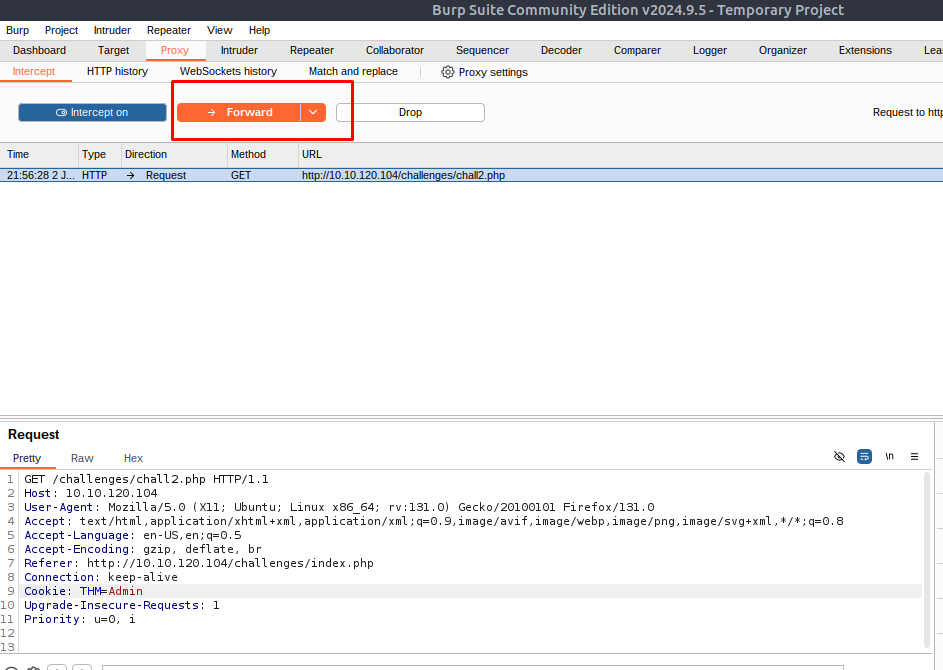 Burp Suite Community Edition v2024.9.5 - Temporary Project
Burp Project Intruder Repeater View Help
Dashboard Target Proxy Intruder Repeater Collaborator Sequencer Decoder Comparer Logger Organizer Extensions Lea
Intercept HTTP history WebSockets history Match and replace Proxy settings
Intercept on → Forward Drop Request to http
Time Type Direction Method URL
21:56:28 2 J... HTTP → Request GET http://10.10.120.104/challenges/chall2.php
Request
Pretty Raw Hex \n
1 GET /challenges/chall2.php HTTP/1.1
2 Host: 10.10.120.104
3 User-Agent: Mozilla/5.0 (X11; Ubuntu; Linux x86_64; rv:131.0) Gecko/20100101 Firefox/131.0
4 Accept: text/html,application/xhtml+xml,application/xml;q=0.9,image/avif,image/webp,image/png,image/svg+xml,*/*;q=0.8
5 Accept-Language: en-US,en;q=0.5
6 Accept-Encoding: gzip, deflate, br
7 Referer: http://10.10.120.104/challenges/index.php
8 Connection: keep-alive
9 Cookie: THM=Admin
10 Upgrade-Insecure-Requests: 1
11 Priority: u=0, i
12
13